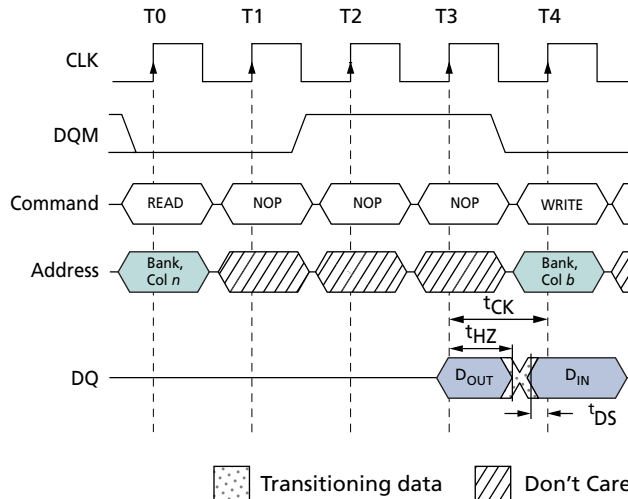 T0 T1 T2 T3 T4
CLK
DQM
Command READ NOP NOP NOP WRITE
Address Bank, Col n Bank, Col b
tCK
tHZ
DQ DOUT DIN
tDS
Transitioning data Don't Care